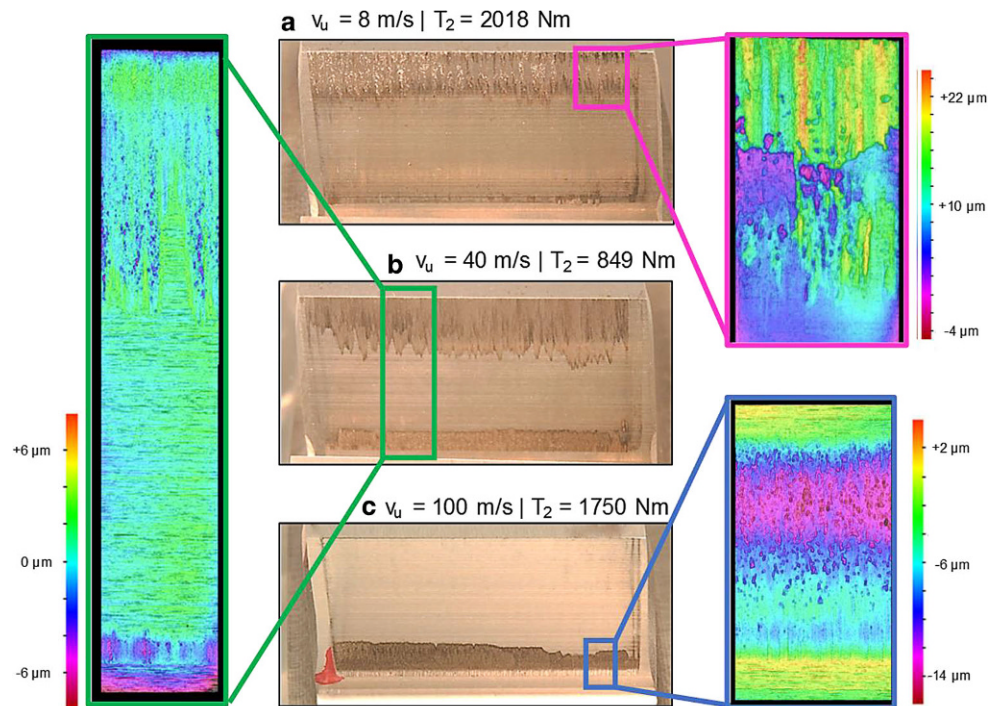 a v_u = 8 m/s | T_2 = 2018 Nm
+22 µm
+10 µm
-4 µm
b v_u = 40 m/s | T_2 = 849 Nm
+6 µm
0 µm
-6 µm
c v_u = 100 m/s | T_2 = 1750 Nm
+2 µm
-6 µm
-14 µm